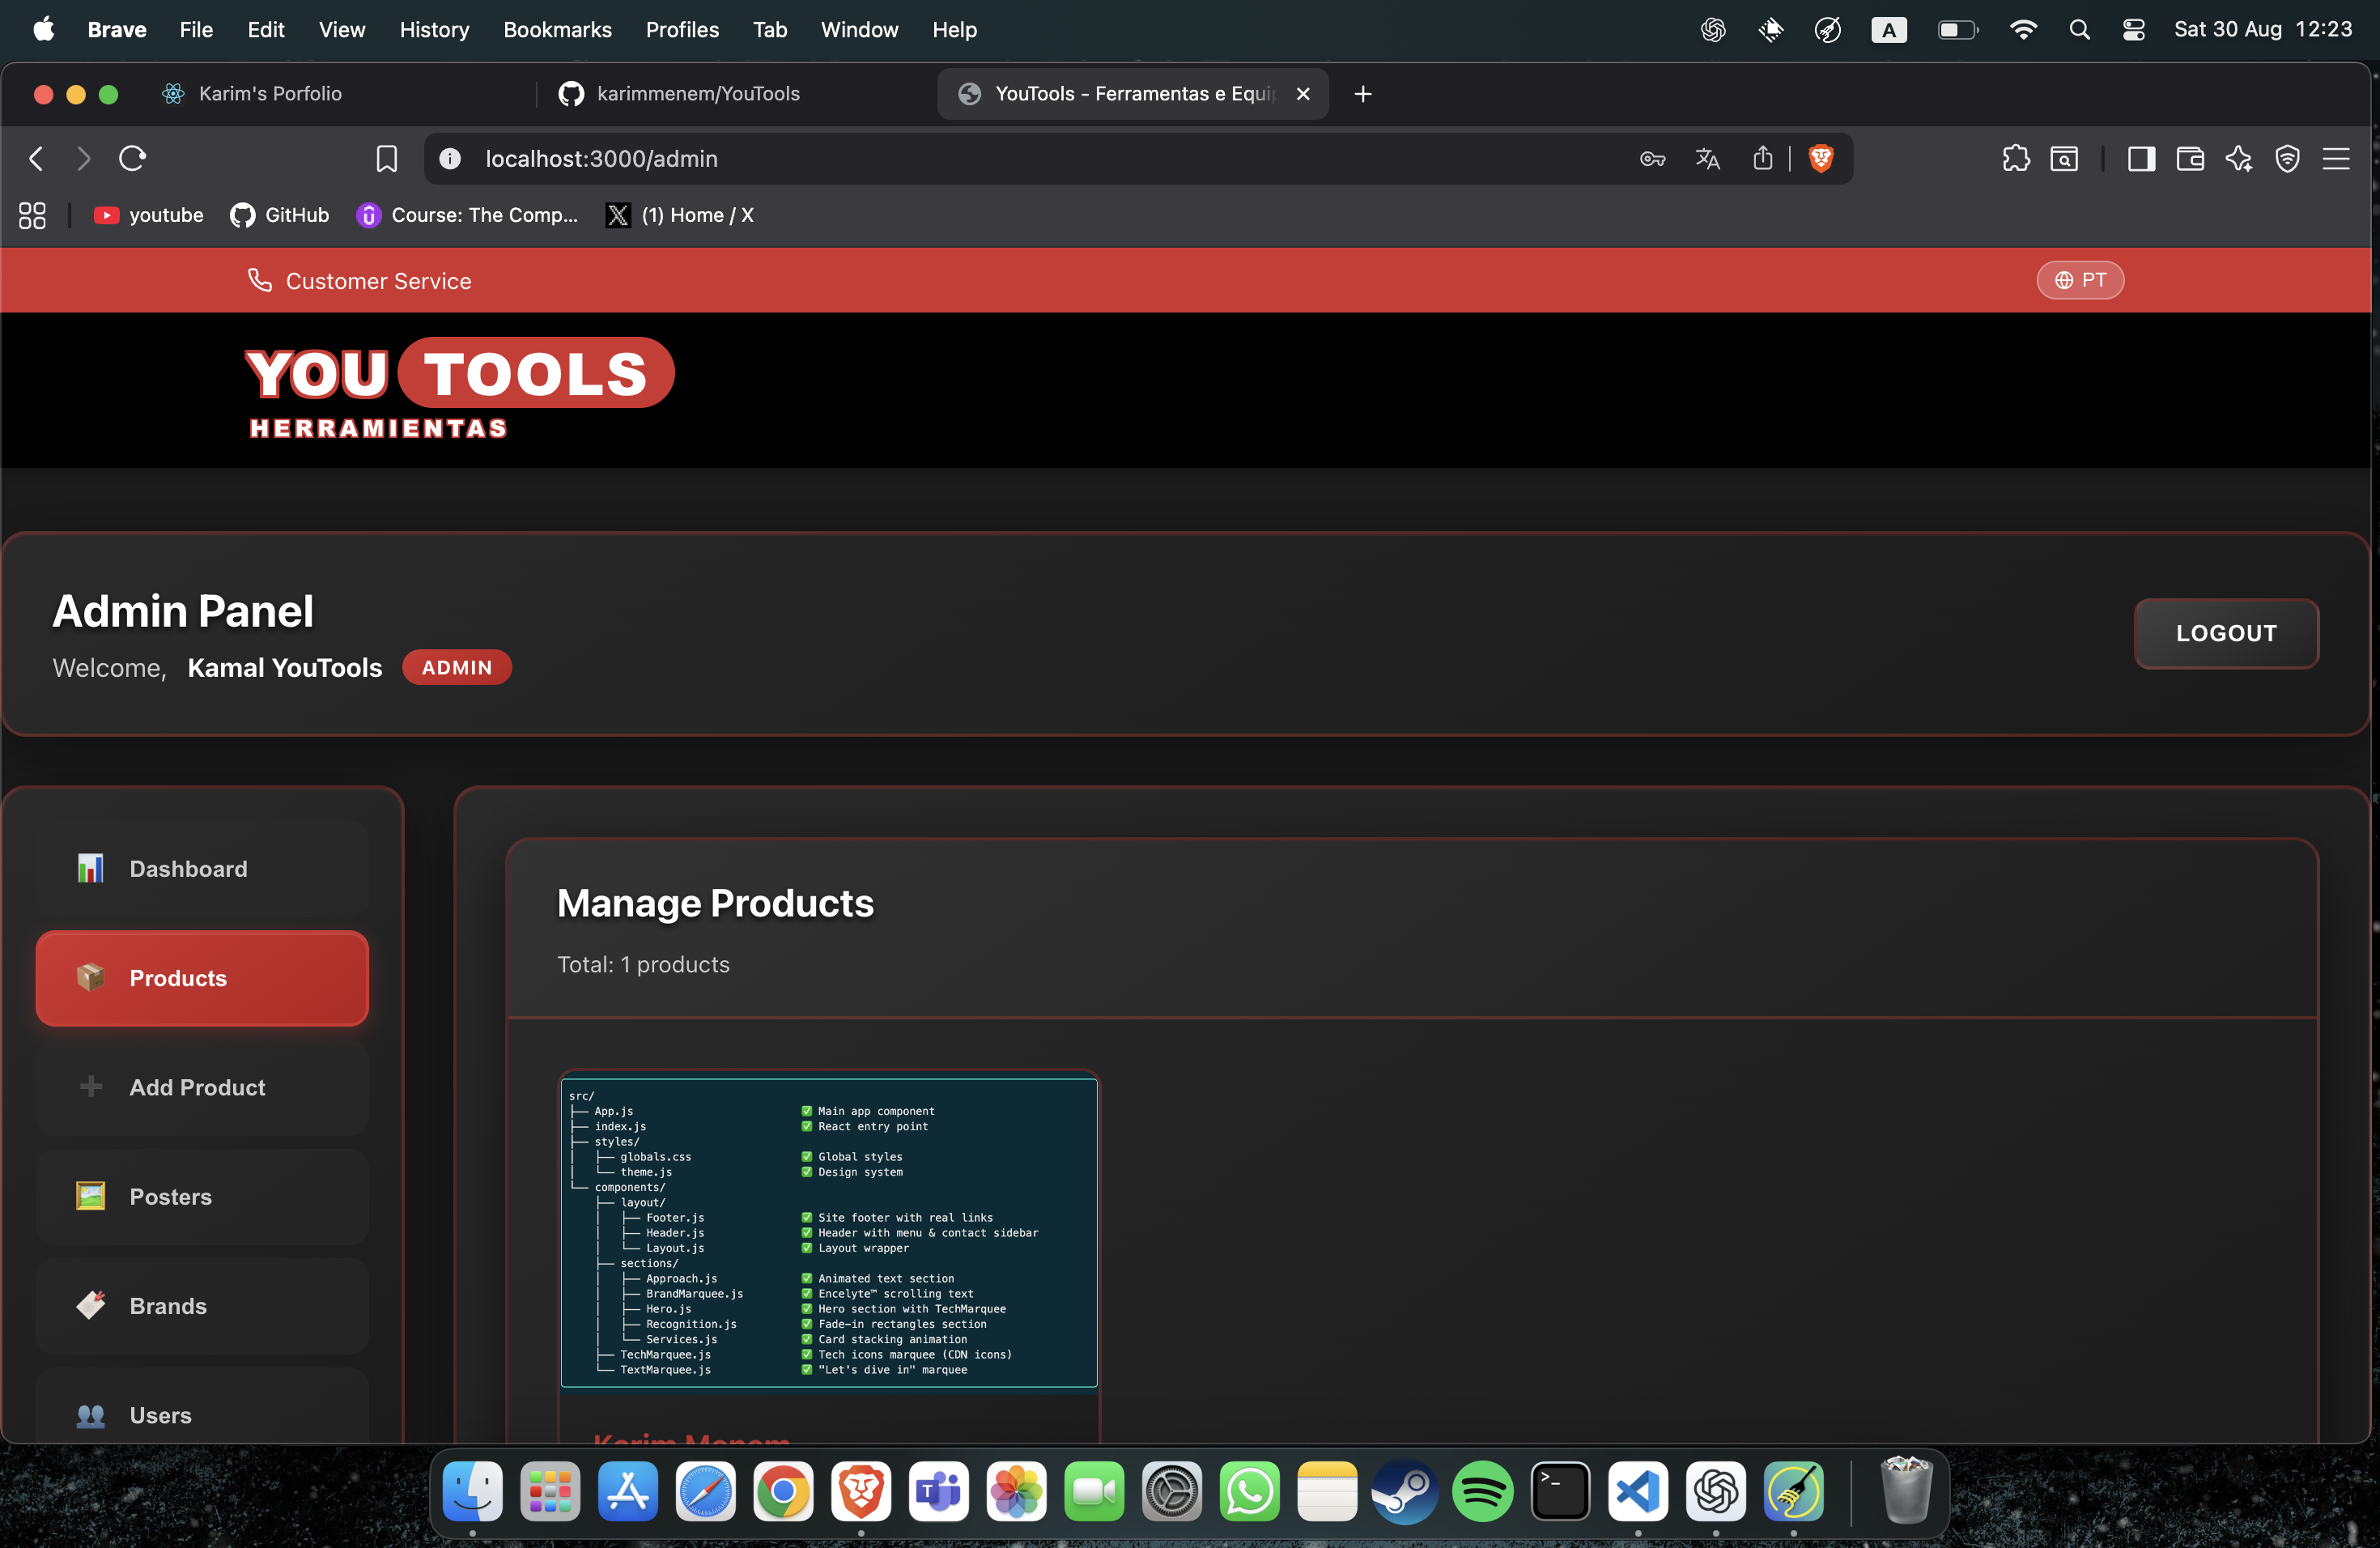 Brave File Edit View History Bookmarks Profiles Tab Window Help A Sat 30 Aug 12:23
Karim's Porfolio karimmenem/YouTools YouTools - Ferramentas e Equi
localhost:3000/admin
youtube GitHub Course: The Comp... (1) Home / X
Customer Service PT
YOU TOOLS
HERRAMIENTAS
Admin Panel
Welcome, Kamal YouTools ADMIN
LOGOUT
Dashboard
Products
Add Product
Posters
Brands
Users
Manage Products
Total: 1 products
src/
├── App.js ✅ Main app component
├── index.js ✅ React entry point
├── styles/
│   ├── globals.css ✅ Global styles
│   └── theme.js ✅ Design system
└── components/
    ├── layout/
    │   ├── Footer.js ✅ Site footer with real links
    │   ├── Header.js ✅ Header with menu & contact sidebar
    │   └── Layout.js ✅ Layout wrapper
    ├── sections/
    │   ├── Approach.js ✅ Animated text section
    │   ├── BrandMarquee.js ✅ Encelyte™ scrolling text
    │   ├── Hero.js ✅ Hero section with TechMarquee
    │   ├── Recognition.js ✅ Fade-in rectangles section
    │   └── Services.js ✅ Card stacking animation
    ├── TechMarquee.js ✅ Tech icons marquee (CDN icons)
    └── TextMarquee.js ✅ "Let's dive in" marquee